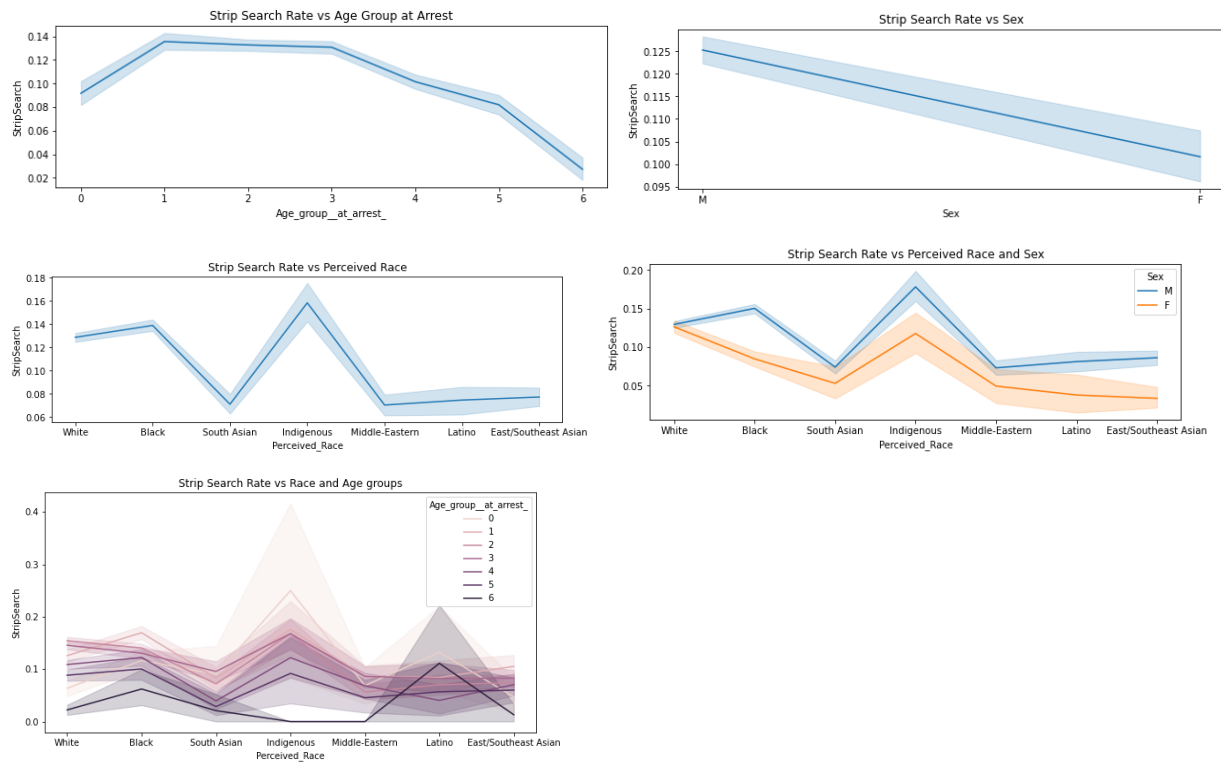 Strip Search Rate vs Age Group at Arrest
StripSearch
0.14
0.12
0.10
0.08
0.06
0.04
0.02
0 1 2 3 4 5 6
Age_group__at_arrest_
Strip Search Rate vs Sex
StripSearch
0.125
0.120
0.115
0.110
0.105
0.100
0.095
M F
Sex
Strip Search Rate vs Perceived Race
StripSearch
0.18
0.16
0.14
0.12
0.10
0.08
0.06
White Black South Asian Indigenous Middle-Eastern Latino East/Southeast Asian
Perceived_Race
Strip Search Rate vs Perceived Race and Sex
StripSearch
0.20
0.15
0.10
0.05
Sex
M
F
White Black South Asian Indigenous Middle-Eastern Latino East/Southeast Asian
Perceived_Race
Strip Search Rate vs Race and Age groups
StripSearch
0.4
0.3
0.2
0.1
0.0
Age_group__at_arrest_
0
1
2
3
4
5
6
White Black South Asian Indigenous Middle-Eastern Latino East/Southeast Asian
Perceived_Race